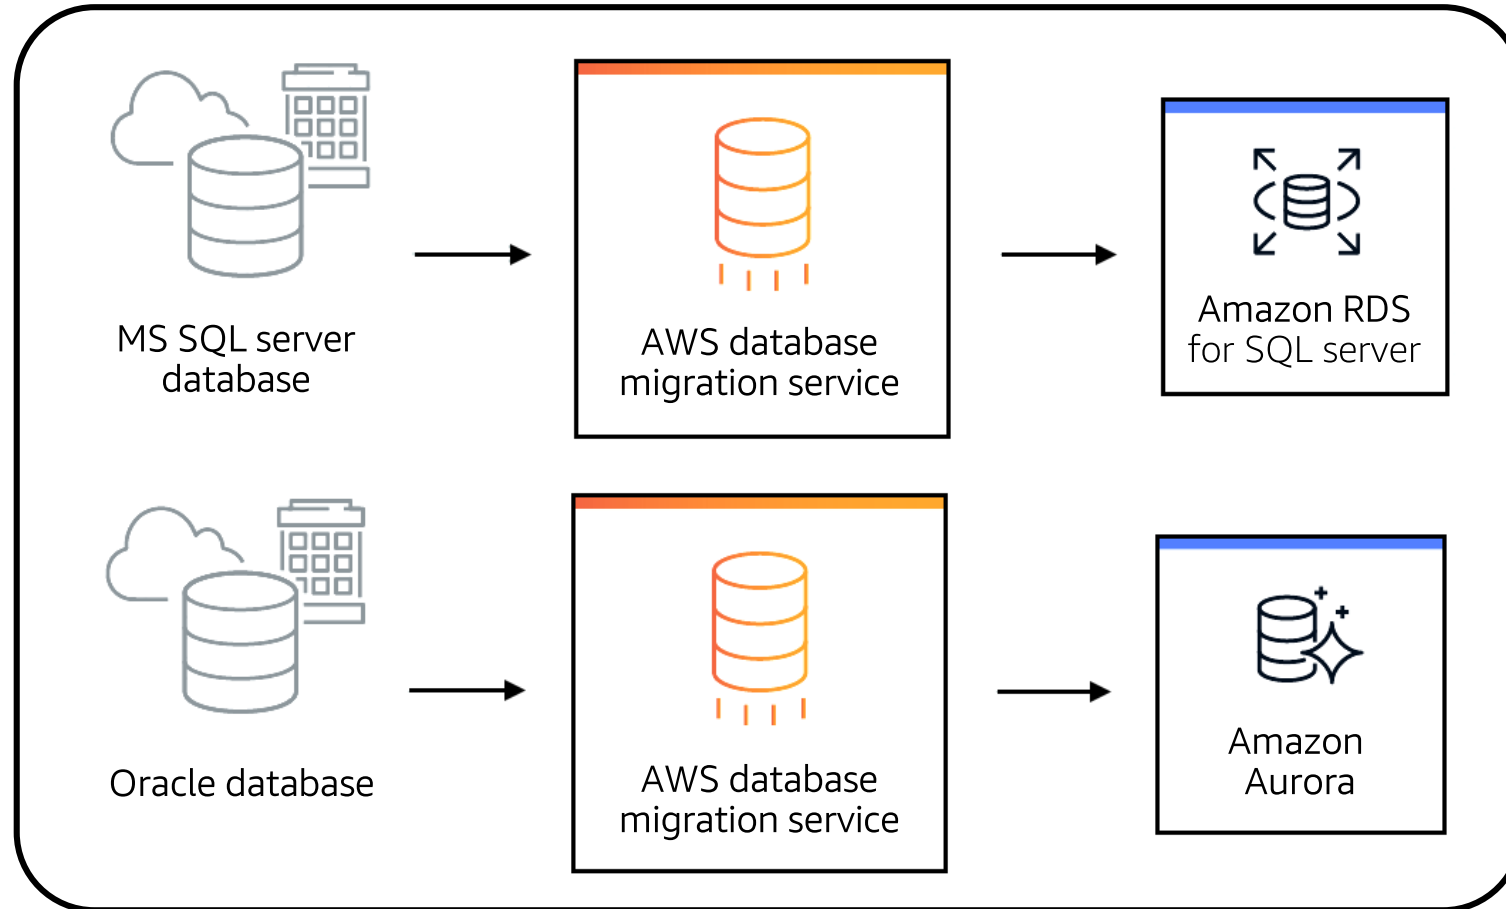 MS SQL server
database
AWS database
migration service
Amazon RDS
for SQL server
Oracle database
AWS database
migration service
Amazon
Aurora